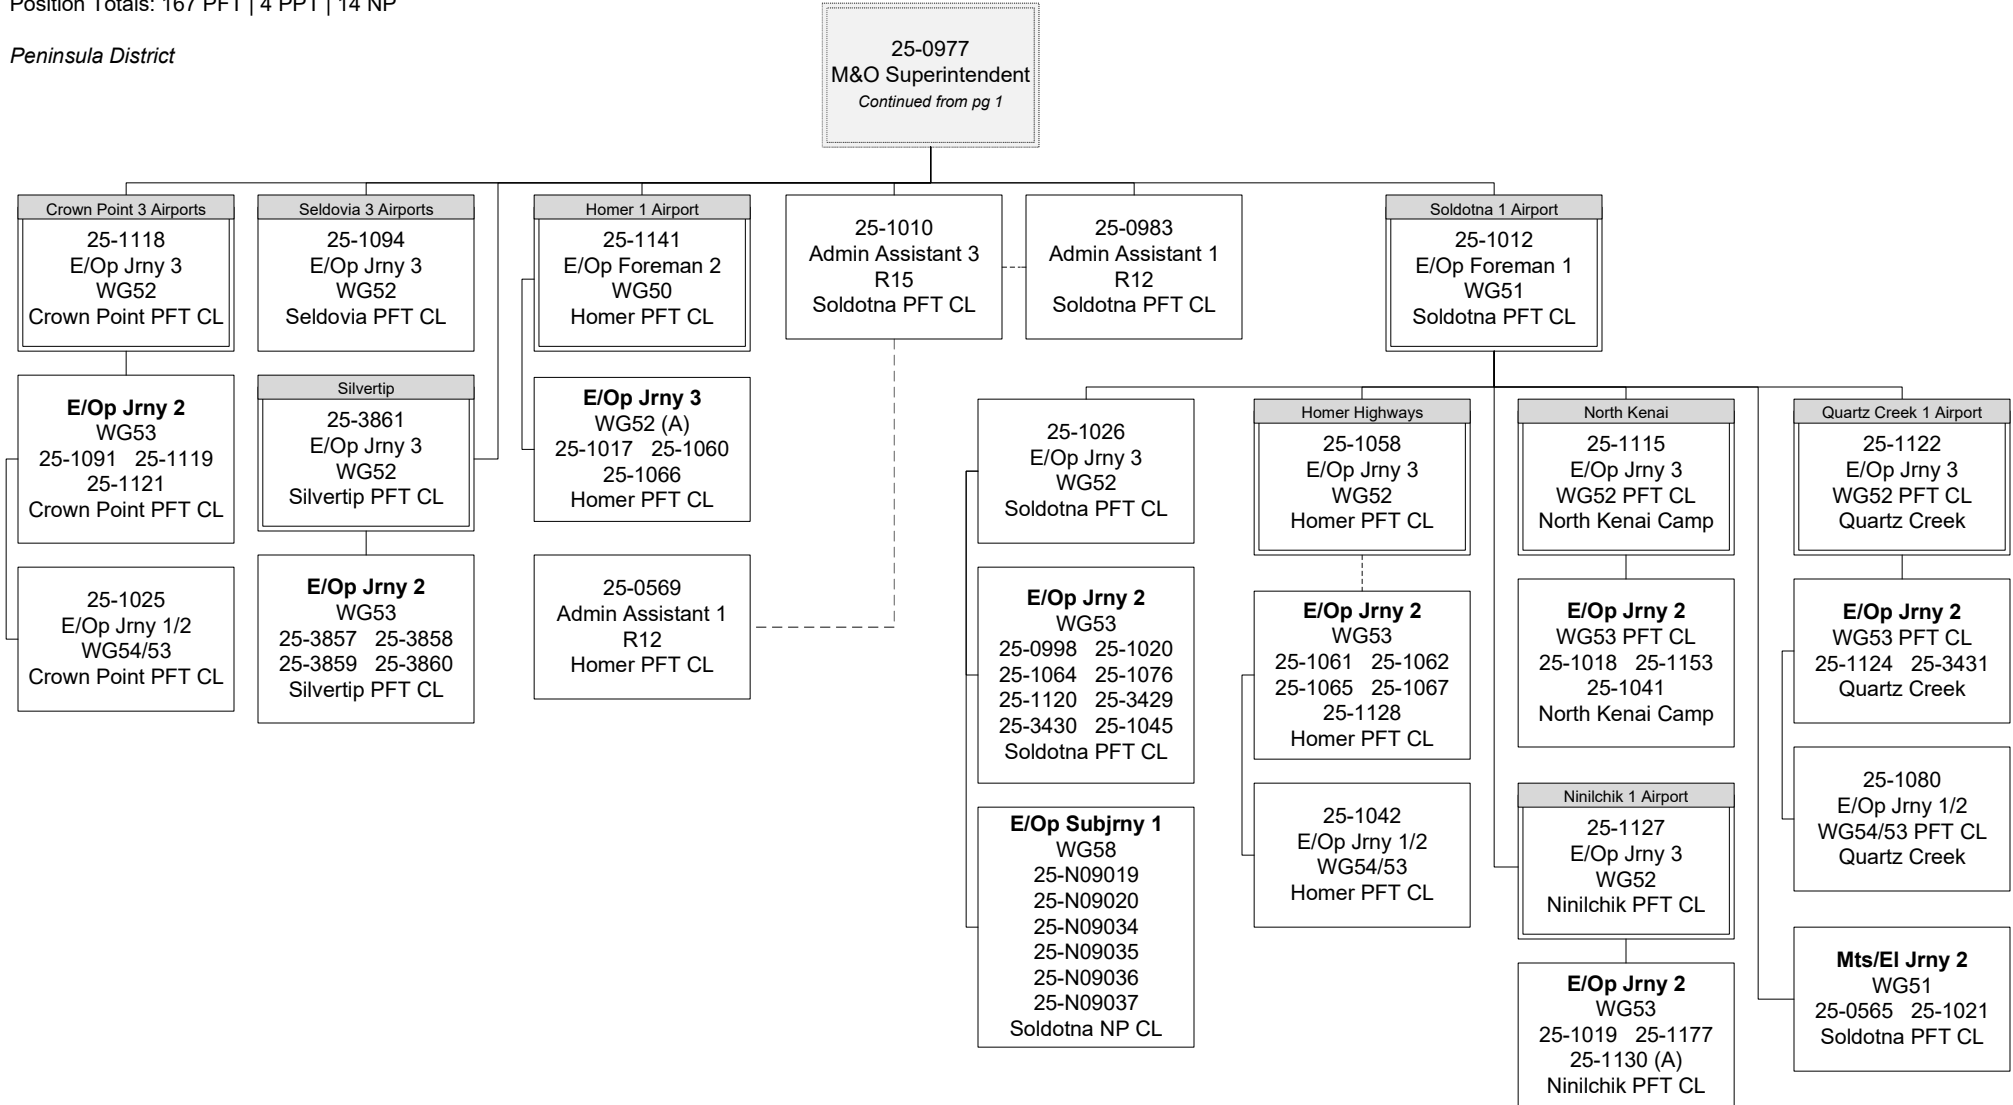 Position Totals: 167 PFT | 4 PPT | 14 NP
Peninsula District
25-0977
M&O Superintendent
Continued from pg 1
Crown Point 3 Airports
25-1118
E/Op Jrny 3
WG52
Crown Point PFT CL
E/Op Jrny 2
WG53
25-1091 25-1119
25-1121
Crown Point PFT CL
25-1025
E/Op Jrny 1/2
WG54/53
Crown Point PFT CL
Seldovia 3 Airports
25-1094
E/Op Jrny 3
WG52
Seldovia PFT CL
Silvertip
25-3861
E/Op Jrny 3
WG52
Silvertip PFT CL
E/Op Jrny 2
WG53
25-3857 25-3858
25-3859 25-3860
Silvertip PFT CL
Homer 1 Airport
25-1141
E/Op Foreman 2
WG50
Homer PFT CL
E/Op Jrny 3
WG52 (A)
25-1017 25-1060
25-1066
Homer PFT CL
25-0569
Admin Assistant 1
R12
Homer PFT CL
25-1010
Admin Assistant 3
R15
Soldotna PFT CL
25-0983
Admin Assistant 1
R12
Soldotna PFT CL
Soldotna 1 Airport
25-1012
E/Op Foreman 1
WG51
Soldotna PFT CL
25-1026
E/Op Jrny 3
WG52
Soldotna PFT CL
E/Op Jrny 2
WG53
25-0998 25-1020
25-1064 25-1076
25-1120 25-3429
25-3430 25-1045
Soldotna PFT CL
E/Op Subjrny 1
WG58
25-N09019
25-N09020
25-N09034
25-N09035
25-N09036
25-N09037
Soldotna NP CL
Homer Highways
25-1058
E/Op Jrny 3
WG52
Homer PFT CL
E/Op Jrny 2
WG53
25-1061 25-1062
25-1065 25-1067
25-1128
Homer PFT CL
25-1042
E/Op Jrny 1/2
WG54/53
Homer PFT CL
North Kenai
25-1115
E/Op Jrny 3
WG52 PFT CL
North Kenai Camp
E/Op Jrny 2
WG53 PFT CL
25-1018 25-1153
25-1041
North Kenai Camp
Ninilchik 1 Airport
25-1127
E/Op Jrny 3
WG52
Ninilchik PFT CL
E/Op Jrny 2
WG53
25-1019 25-1177
25-1130 (A)
Ninilchik PFT CL
Quartz Creek 1 Airport
25-1122
E/Op Jrny 3
WG52 PFT CL
Quartz Creek
E/Op Jrny 2
WG53 PFT CL
25-1124 25-3431
Quartz Creek
25-1080
E/Op Jrny 1/2
WG54/53 PFT CL
Quartz Creek
Mts/El Jrny 2
WG51
25-0565 25-1021
Soldotna PFT CL